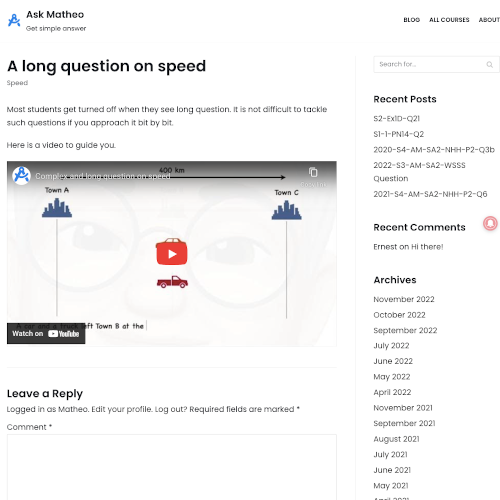 Ask Matheo
Get simple answer
BLOG ALL COURSES ABOUT
A long question on speed
Speed
Most students get turned off when they see long question. It is not difficult to tackle
such questions if you approach it bit by bit.
Here is a video to guide you.
Complex and long question on speed
400 km
Town A
Town C
left Town B at the
Watch on YouTube
Leave a Reply
Logged in as Matheo. Edit your profile. Log out? Required fields are marked *
Comment *
Search for...
Recent Posts
S2-Ex1D-Q21
S1-1-PN14-Q2
2020-S4-AM-SA2-NHH-P2-Q3b
2022-S3-AM-SA2-WSSS
Question
2021-S4-AM-SA2-NHH-P2-Q6
Recent Comments
Ernest on Hi there!
Archives
November 2022
October 2022
September 2022
July 2022
June 2022
May 2022
April 2022
November 2021
September 2021
August 2021
July 2021
June 2021
May 2021
April 2021